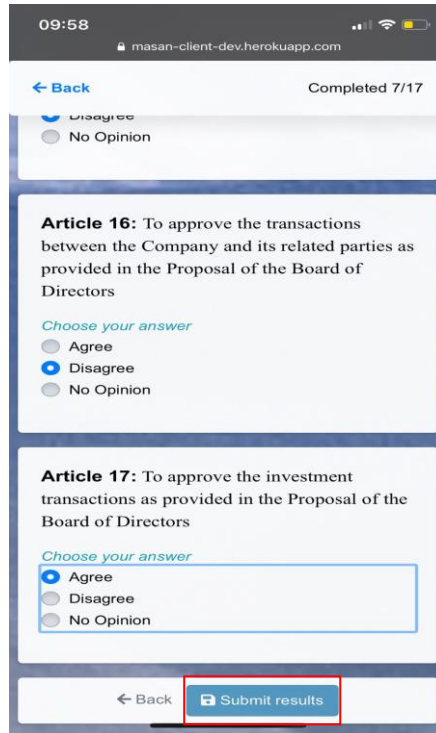 09:58
masan-client-dev.herokuapp.com
← Back Completed 7/17
Disagree
No Opinion
Article 16: To approve the transactions
between the Company and its related parties as
provided in the Proposal of the Board of
Directors
Choose your answer
Agree
Disagree
No Opinion
Article 17: To approve the investment
transactions as provided in the Proposal of the
Board of Directors
Choose your answer
Agree
Disagree
No Opinion
← Back Submit results